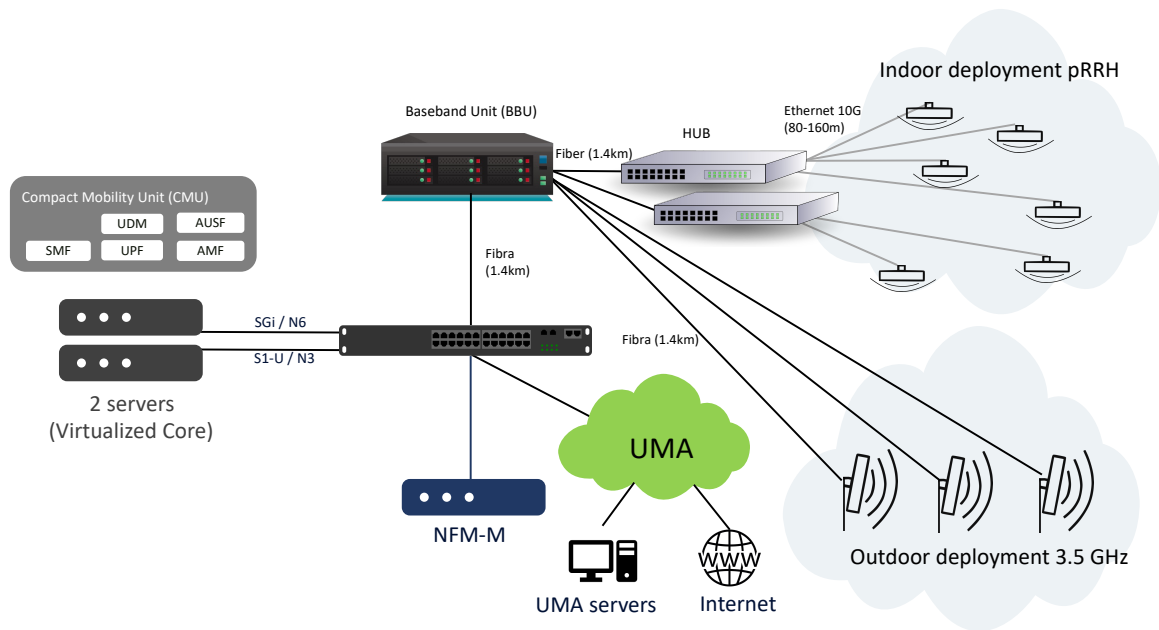 Indoor deployment pRRH
Baseband Unit (BBU)
Ethernet 10G
(80-160m)
HUB
Fiber (1.4km)
Compact Mobility Unit (CMU)
UDM
AUSF
SMF
UPF
AMF
Fibra
(1.4km)
SGi / N6
S1-U / N3
Fibra (1.4km)
2 servers
(Virtualized Core)
UMA
NFM-M
WWW
Outdoor deployment 3.5 GHz
UMA servers
Internet